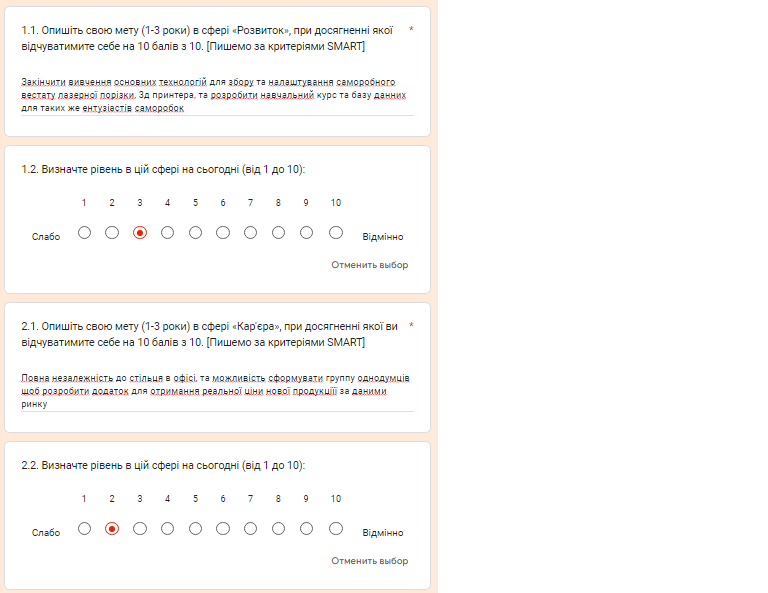 1.1. Опишіть свою мету (1-3 роки) в сфері «Розвиток», при досягненні якої *
відчуватимите себе на 10 балів з 10. [Пишемо за критеріями SMART]
Закінчити вивчення основних технологій для збору та налаштування саморобного
вестату лазерної порізки, 3д принтера, та розробити навчальний курс та базу данних
для таких же ентузіастів саморобок
1.2. Визначте рівень в цій сфері на сьогодні (від 1 до 10):
1 2 3 4 5 6 7 8 9 10
Слабо Відмінно
Отменить выбор
2.1. Опишіть свою мету (1-3 роки) в сфері «Кар'єра», при досягненні якої ви *
відчуватимите себе на 10 балів з 10. [Пишемо за критеріями SMART]
Повна незалежність до стільця в офісі, та можливість сформувати группу однодумців
щоб розробити додаток для отримання реальної ціни нової продукціїї за даними
ринку
2.2. Визначте рівень в цій сфері на сьогодні (від 1 до 10):
1 2 3 4 5 6 7 8 9 10
Слабо Відмінно
Отменить выбор